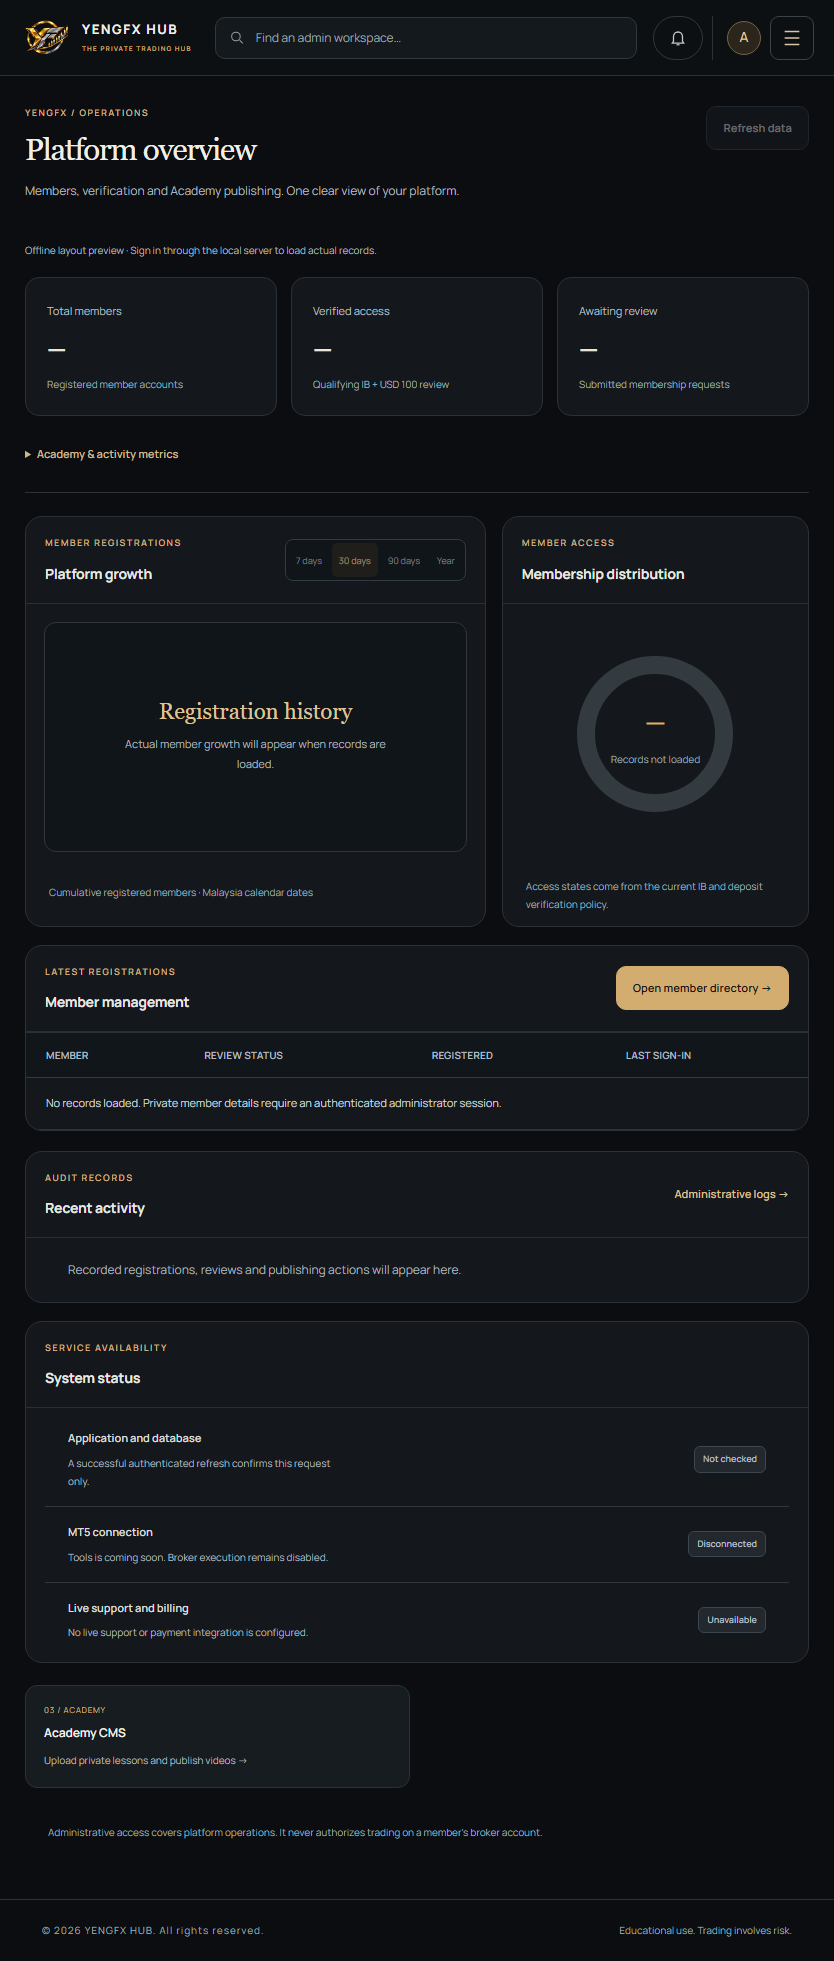 YENGFX HUB
THE PRIVATE TRADING HUB
Find an admin workspace...
A
YENGFX / OPERATIONS
Platform overview
Refresh data
Members, verification and Academy publishing. One clear view of your platform.
Offline layout preview · Sign in through the local server to load actual records.
Total members
—
Registered member accounts
Verified access
—
Qualifying IB + USD 100 review
Awaiting review
—
Submitted membership requests
Academy & activity metrics
MEMBER REGISTRATIONS
Platform growth
7 days 30 days 90 days Year
Registration history
Actual member growth will appear when records are
loaded.
Cumulative registered members · Malaysia calendar dates
MEMBER ACCESS
Membership distribution
—
Records not loaded
Access states come from the current IB and deposit
verification policy.
LATEST REGISTRATIONS
Member management
Open member directory →
MEMBER REVIEW STATUS REGISTERED LAST SIGN-IN
No records loaded. Private member details require an authenticated administrator session.
AUDIT RECORDS
Recent activity
Administrative logs →
Recorded registrations, reviews and publishing actions will appear here.
SERVICE AVAILABILITY
System status
Application and database
A successful authenticated refresh confirms this request
only.
Not checked
MT5 connection
Tools is coming soon. Broker execution remains disabled.
Disconnected
Live support and billing
No live support or payment integration is configured.
Unavailable
03 / ACADEMY
Academy CMS
Upload private lessons and publish videos →
Administrative access covers platform operations. It never authorizes trading on a member's broker account.
© 2026 YENGFX HUB. All rights reserved.
Educational use. Trading involves risk.